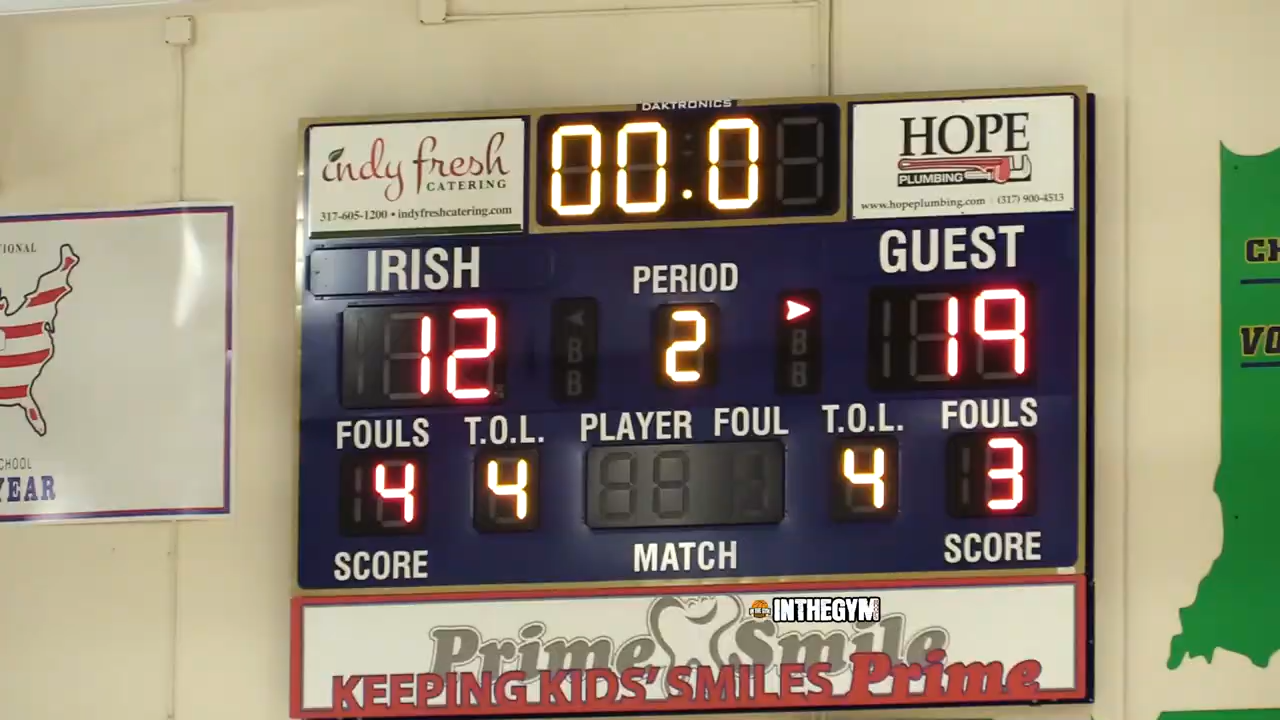 DAKTRONICS
indy fresh
CATERING
317-605-1200 • indyfreshcatering.com
00.0
HOPE
PLUMBING
www.hopeplumbing.com (317) 900-4513
IRISH
PERIOD
GUEST
12
2
19
FOULS
T.O.L.
PLAYER FOUL
T.O.L.
FOULS
4
4
4
3
SCORE
MATCH
SCORE
INTHEGYM
Prime Smile
KEEPING KIDS' SMILES Prime
YEAR